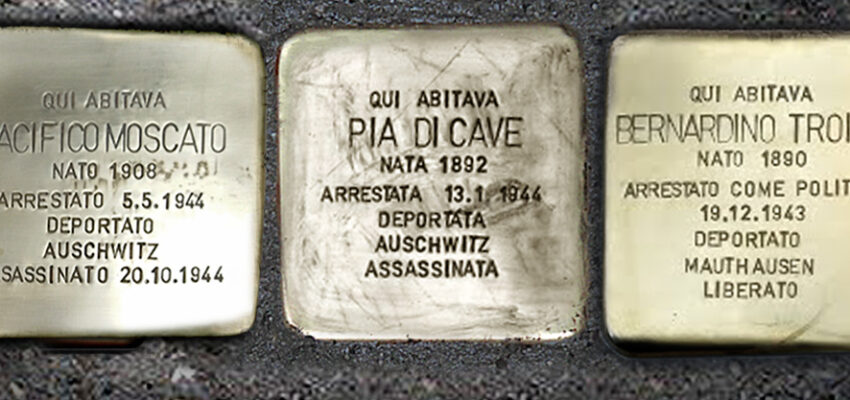 QUI ABITAVA
ACIFICO MOSCATO
NATO 1908
ARRESTATO 5.5.1944
DEPORTATO
AUSCHWITZ
SSASSINATO 20.10.1944
QUI ABITAVA
PIA DI CAVE
NATA 1892
ARRESTATA 13.1.1944
DEPORTATA
AUSCHWITZ
ASSASSINATA
QUI ABITAVA
BERNARDINO TROI
NATO 1890
ARRESTATO COME POLIT
19.12.1943
DEPORTATO
MAUTHAUSEN
LIBERATO